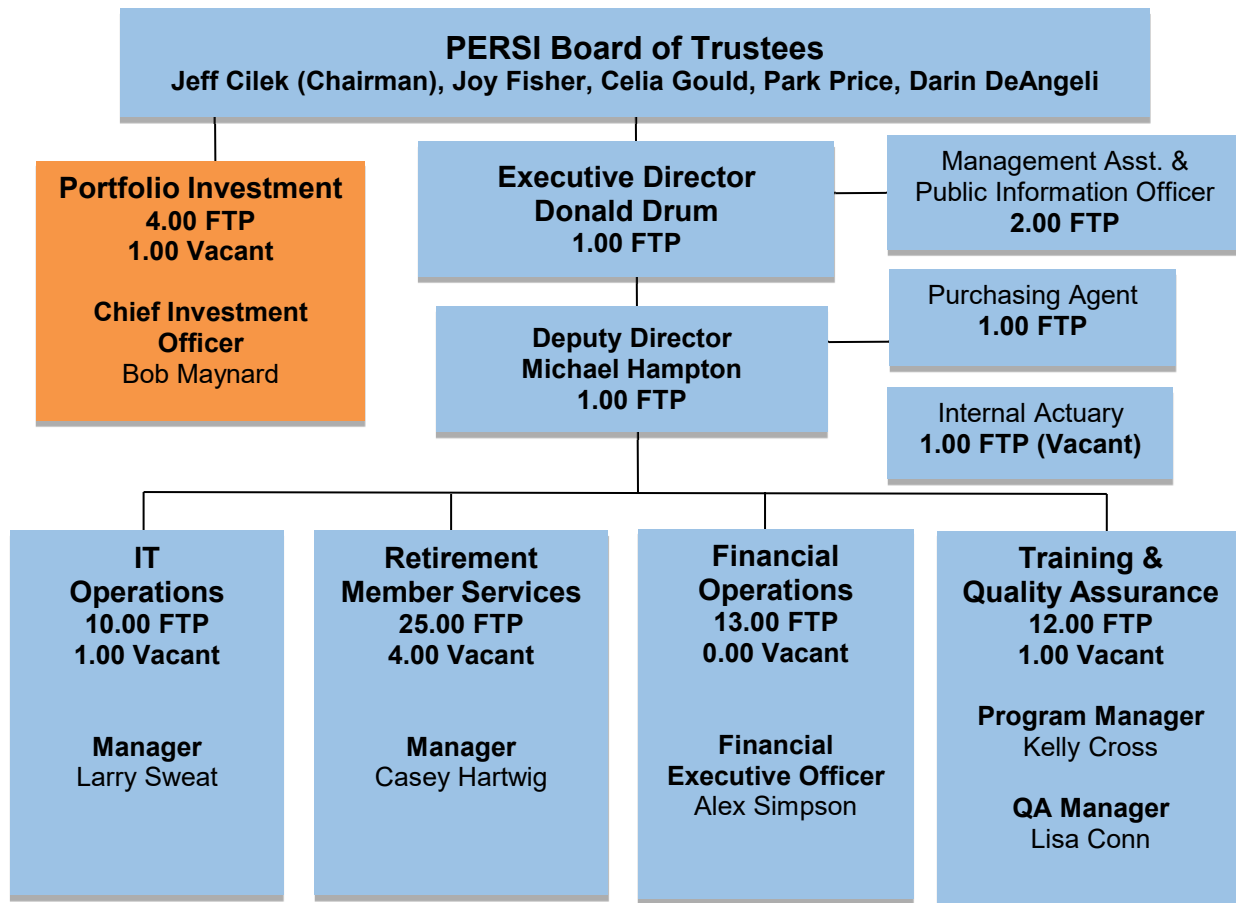 PERSI Board of Trustees
Jeff Cilek (Chairman), Joy Fisher, Celia Gould, Park Price, Darin DeAngeli
Portfolio Investment
4.00 FTP
1.00 Vacant
Chief Investment
Officer
Bob Maynard
Executive Director
Donald Drum
1.00 FTP
Management Asst. &
Public Information Officer
2.00 FTP
Deputy Director
Michael Hampton
1.00 FTP
Purchasing Agent
1.00 FTP
Internal Actuary
1.00 FTP (Vacant)
IT
Operations
10.00 FTP
1.00 Vacant
Manager
Larry Sweat
Retirement
Member Services
25.00 FTP
4.00 Vacant
Manager
Casey Hartwig
Financial
Operations
13.00 FTP
0.00 Vacant
Financial
Executive Officer
Alex Simpson
Training &
Quality Assurance
12.00 FTP
1.00 Vacant
Program Manager
Kelly Cross
QA Manager
Lisa Conn